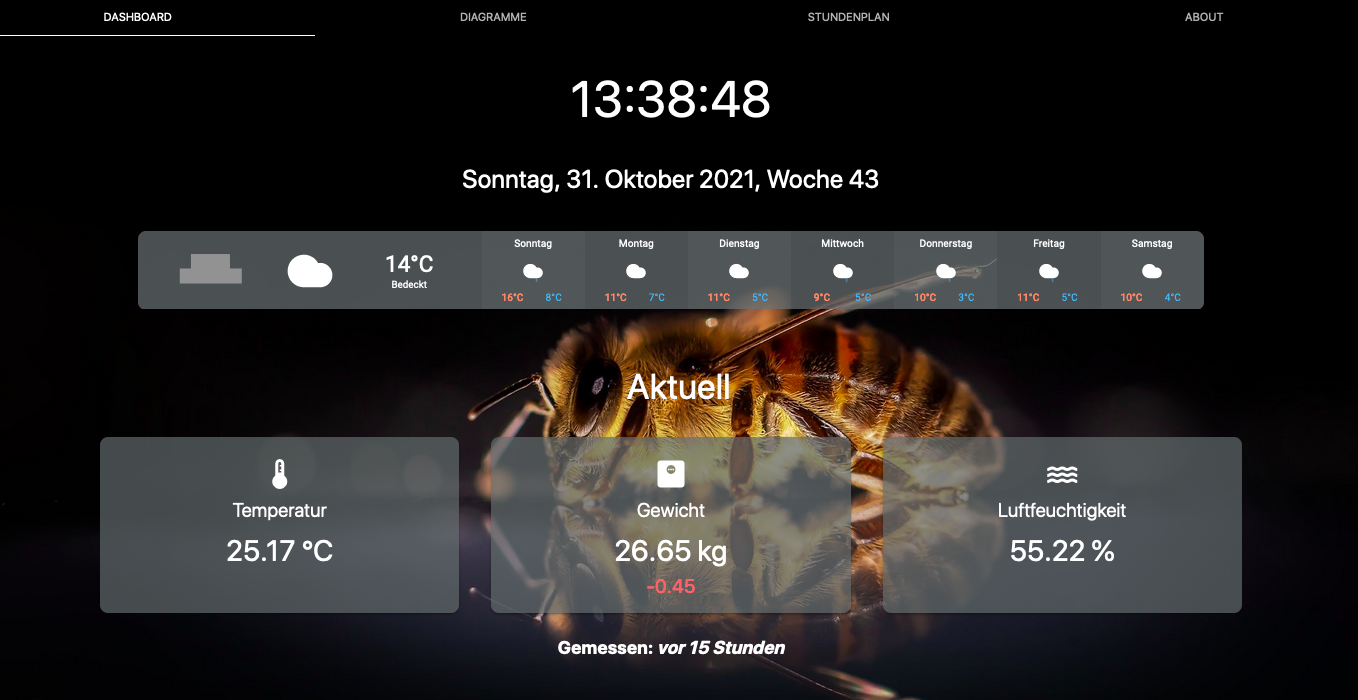 DASHBOARD DIAGRAMME STUNDENPLAN ABOUT
13:38:48
Sonntag, 31. Oktober 2021, Woche 43
14°C
Bedeckt
Sonntag Montag Dienstag Mittwoch Donnerstag Freitag Samstag
16°C 8°C 11°C 7°C 11°C 5°C 9°C 5°C 10°C 3°C 11°C 5°C 10°C 4°C
Aktuell
Temperatur Gewicht Luftfeuchtigkeit
25.17 °C 26.65 kg 55.22 %
-0.45
Gemessen: vor 15 Stunden